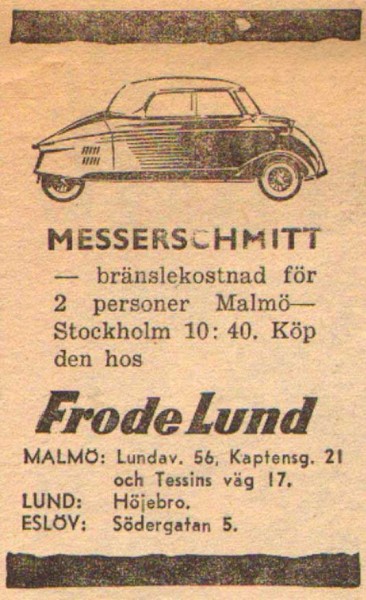 MESSERSCHMITT
— bränslekostnad för
2 personer Malmö—
Stockholm 10:40. Köp
den hos
Frode Lund
MALMÖ: Lundav. 56, Kaptensg. 21
och Tessins väg 17.
LUND: Höjebro.
ESLÖV: Södergatan 5.